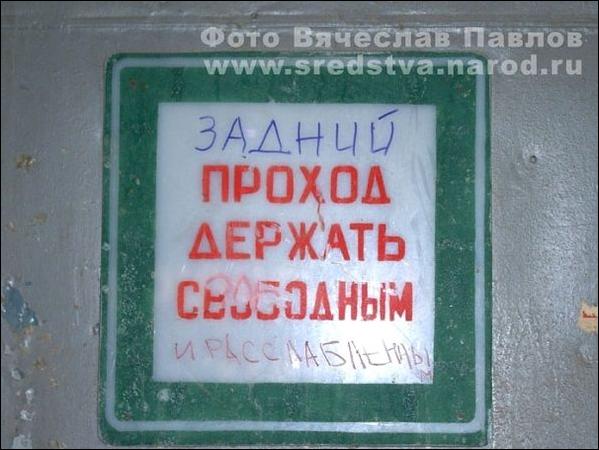 Фото Вячеслав Павлов
www.sredstva.narod.ru
ЗАДНИЙ
ПРОХОД
ДЕРЖАТЬ
СВОБОДНЫМ
И РАССЛАБЛЕННЫМ